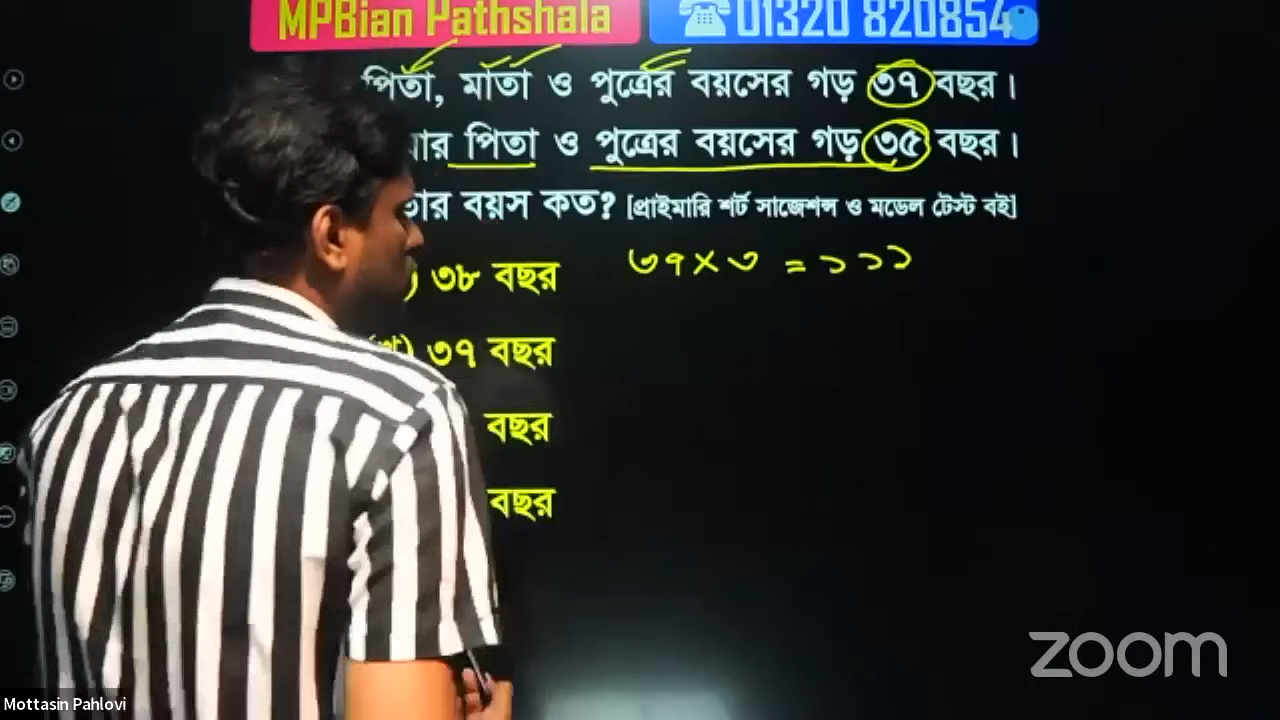 MPBian Pathshala
01320 820854
পিতা, মাতা ও পুত্রের বয়সের গড় ৩৭ বছর।
পিতা ও পুত্রের বয়সের গড় ৩৫ বছর।
বয়স কত? [প্রাইমারি শর্ট সাজেশন্স ও মডেল টেস্ট বই]
৩৭×৩ = ১১১
) ৩৮ বছর
৩৭ বছর
বছর
বছর
zoom
Mottasin Pahlovi